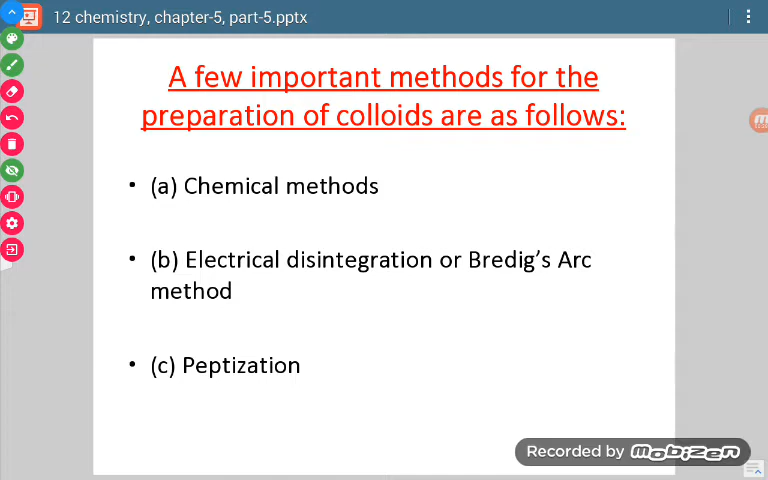 12 chemistry, chapter-5, part-5.pptx
A few important methods for the
preparation of colloids are as follows:
• (a) Chemical methods
• (b) Electrical disintegration or Bredig’s Arc
method
• (c) Peptization
Recorded by mobizen